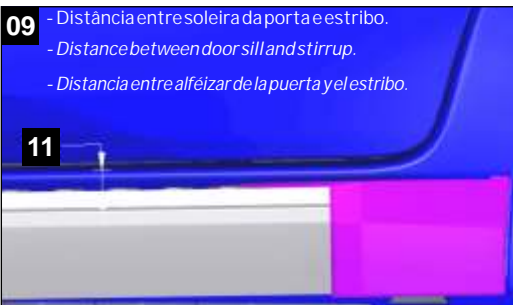 09
- Distância entre soleira da porta e estribo.
- Distance between door sill and stirrup.
- Distancia entre alféizar de la puerta y el estribo.
11